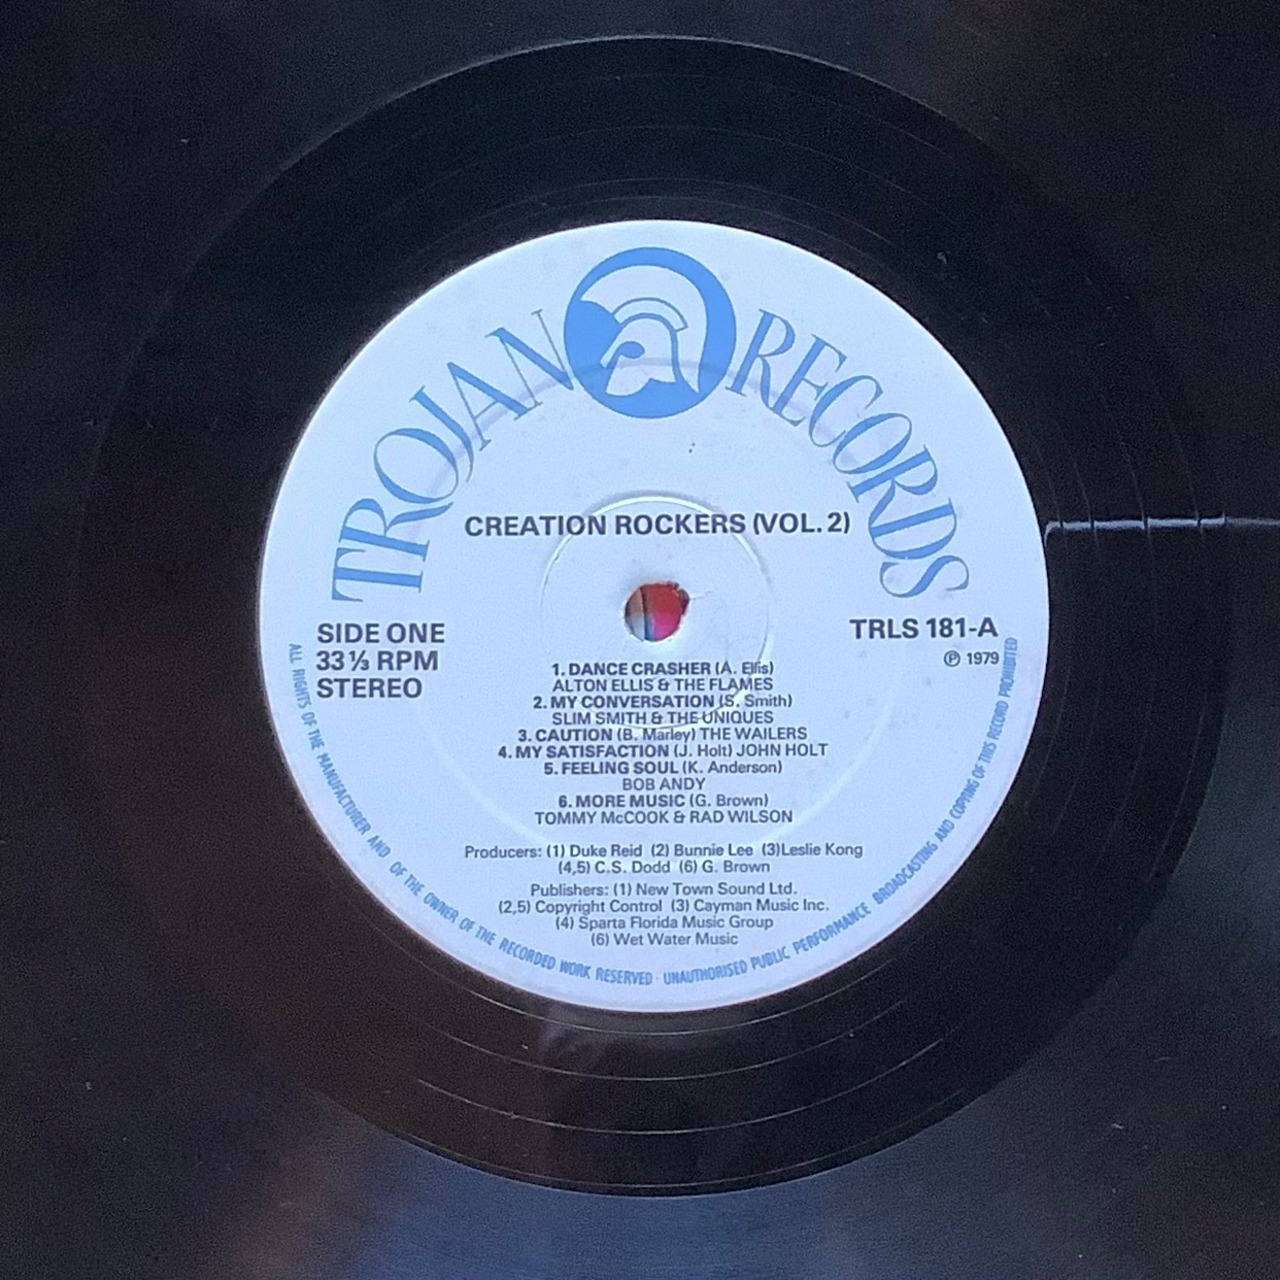 TROJAN RECORDS
CREATION ROCKERS (VOL. 2)
SIDE ONE
33 ⅓ RPM
STEREO
TRLS 181-A
℗ 1979
1. DANCE CRASHER (A. Ellis)
ALTON ELLIS & THE FLAMES
2. MY CONVERSATION (S. Smith)
SLIM SMITH & THE UNIQUES
3. CAUTION (B. Marley) THE WAILERS
4. MY SATISFACTION (J. Holt) JOHN HOLT
5. FEELING SOUL (K. Anderson)
BOB ANDY
6. MORE MUSIC (G. Brown)
TOMMY McCOOK & RAD WILSON
Producers: (1) Duke Reid (2) Bunnie Lee (3)Leslie Kong
(4,5) C.S. Dodd (6) G. Brown
Publishers: (1) New Town Sound Ltd.
(2,5) Copyright Control (3) Cayman Music Inc.
(4) Sparta Florida Music Group
(6) Wet Water Music
ALL RIGHTS OF THE MANUFACTURER AND OF THE OWNER OF THE RECORDED WORK RESERVED · UNAUTHORISED PUBLIC PERFORMANCE BROADCASTING AND COPYING OF THIS RECORD PROHIBITED